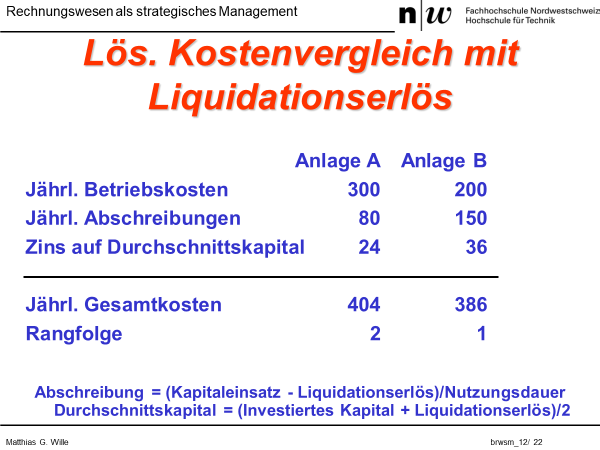 Rechnungswesen als strategisches Management
n|w Fachhochschule Nordwestschweiz
Hochschule für Technik
Lös. Kostenvergleich mit
Liquidationserlös
Anlage A Anlage B
Jährl. Betriebskosten 300 200
Jährl. Abschreibungen 80 150
Zins auf Durchschnittskapital 24 36
Jährl. Gesamtkosten 404 386
Rangfolge 2 1
Abschreibung = (Kapitaleinsatz - Liquidationserlös)/Nutzungsdauer
Durchschnittskapital = (Investiertes Kapital + Liquidationserlös)/2
Matthias G. Wille brwsm_12/ 22